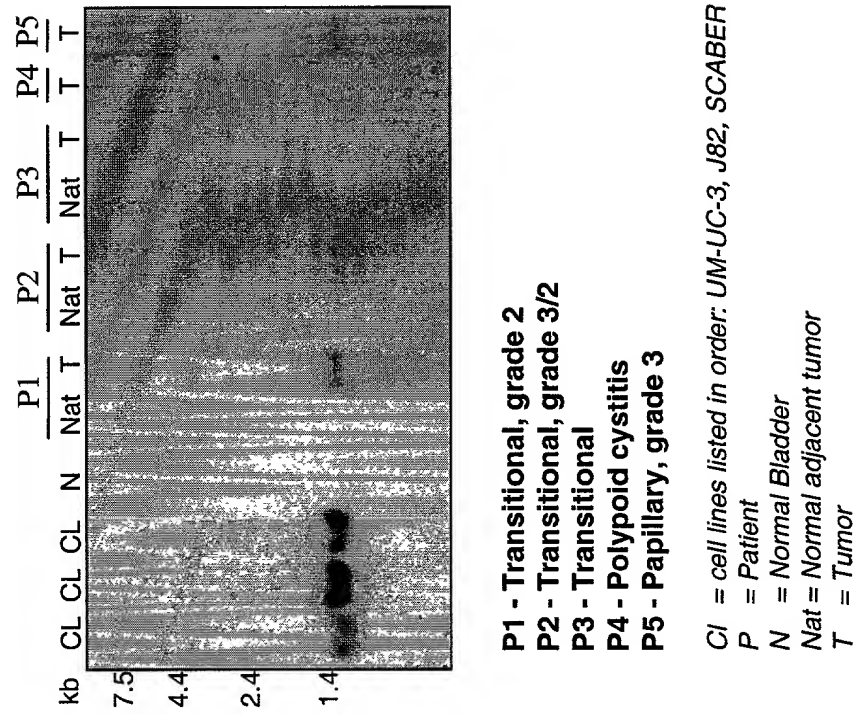 P1 P2 P3 P4 P5
kb CL CL CL N Nat T Nat T Nat T T T
7.5
4.4
2.4
1.4
P1 - Transitional, grade 2
P2 - Transitional, grade 3/2
P3 - Transitional
P4 - Polypoid cystitis
P5 - Papillary, grade 3
Cl = cell lines listed in order: UM-UC-3, J82, SCABER
P = Patient
N = Normal Bladder
Nat = Normal adjacent tumor
T = Tumor